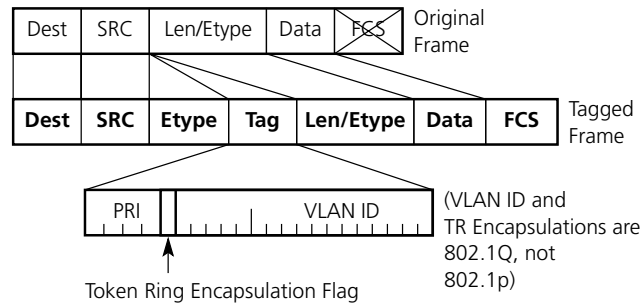 Dest SRC Len/Etype Data FCS Original
Frame
Dest SRC Etype Tag Len/Etype Data FCS Tagged
Frame
PRI VLAN ID (VLAN ID and
TR Encapsulations are
802.1Q, not
802.1p)
Token Ring Encapsulation Flag